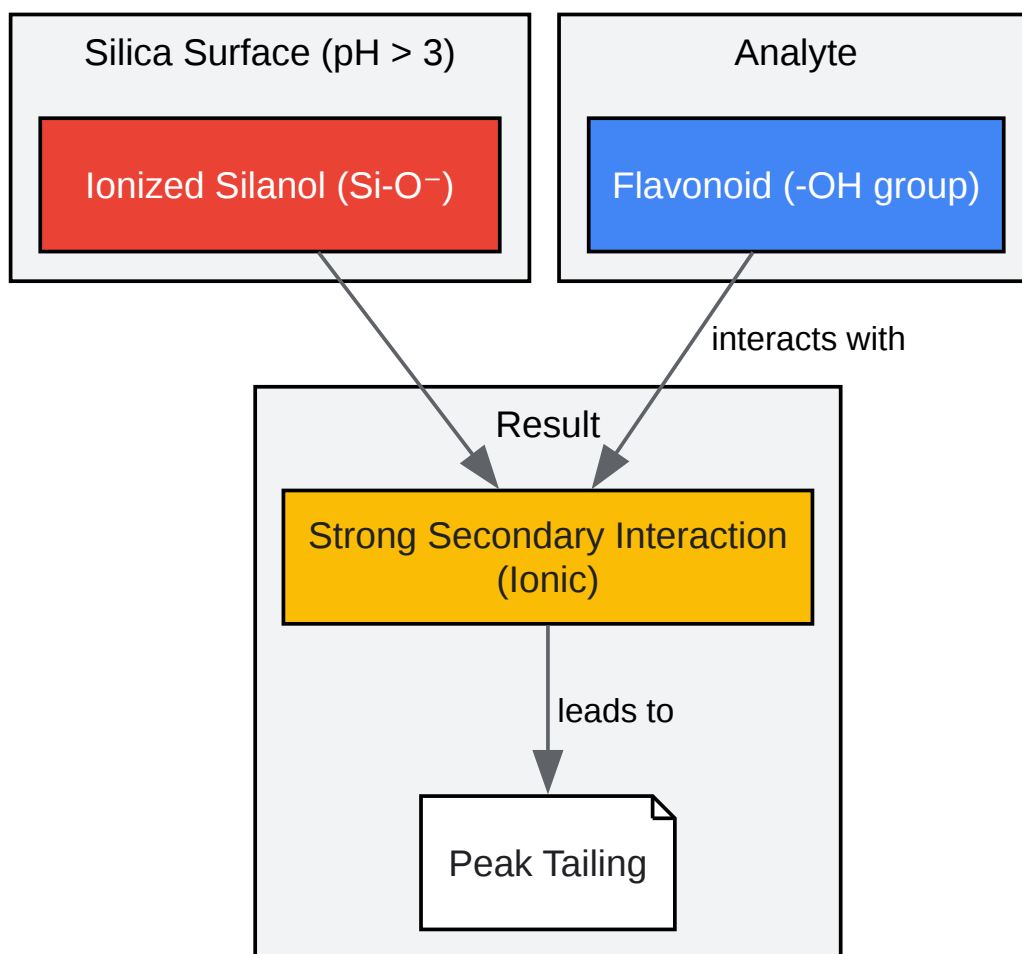 Silica Surface (pH > 3)
Analyte
Ionized Silanol (Si-O⁻)
Flavonoid (-OH group)
interacts with
Result
Strong Secondary Interaction
(Ionic)
leads to
Peak Tailing